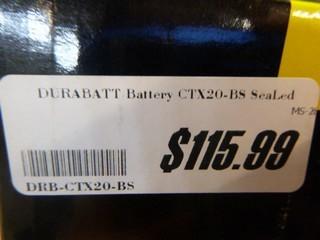 DURABATT Battery CTX20-BS SeaLed
$115.99
DRB-CTX20-BS